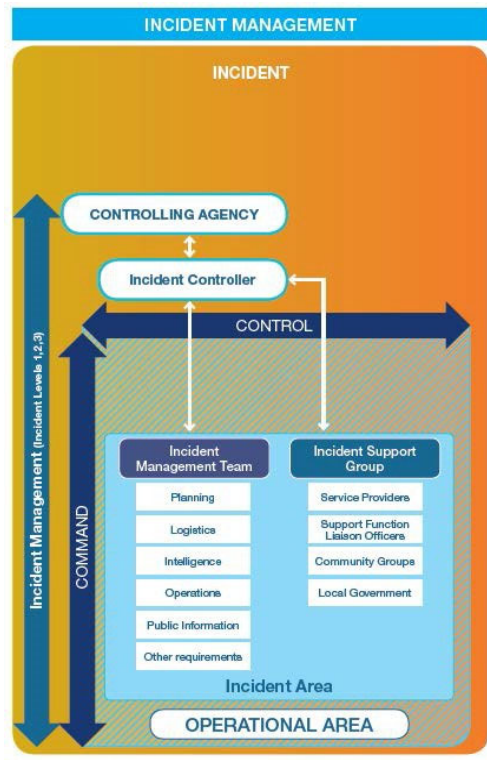 INCIDENT MANAGEMENT
INCIDENT
CONTROLLING AGENCY
Incident Controller
CONTROL
Incident Management (Incident Levels 1,2,3)
COMMAND
Incident
Management Team
Planning
Logistics
Intelligence
Operations
Public Information
Other requirements
Incident Support
Group
Service Providers
Support Function
Liaison Officers
Community Groups
Local Government
Incident Area
OPERATIONAL AREA